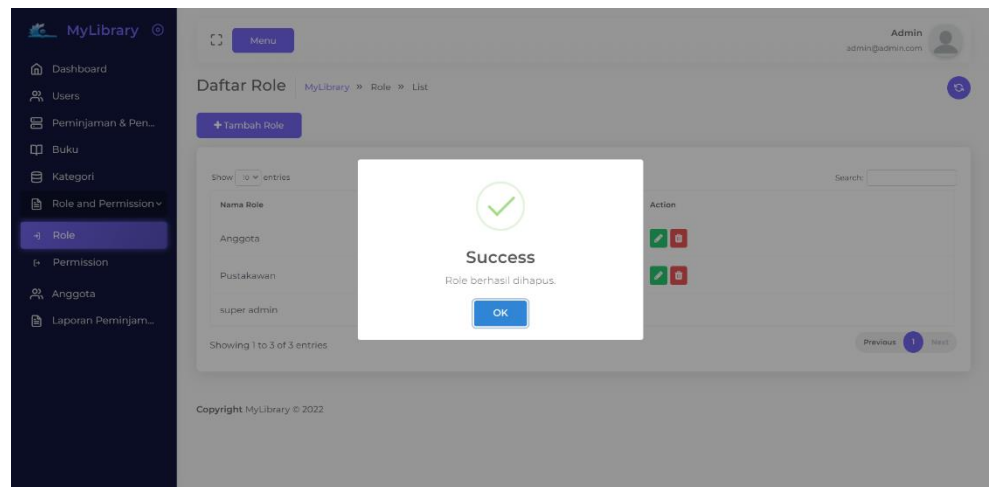 MyLibrary
Dashboard
Users
Peminjaman & Pen...
Buku
Kategori
Role and Permission
Role
Permission
Anggota
Laporan Peminjam...
Menu
Admin
admin@admin.com
Daftar Role
MyLibrary » Role » List
+ Tambah Role
Show 10 entries
Search:
Nama Role
Action
Anggota
Pustakawan
super admin
Showing 1 to 3 of 3 entries
Previous 1 Next
Success
Role berhasil dihapus.
OK
Copyright MyLibrary © 2022